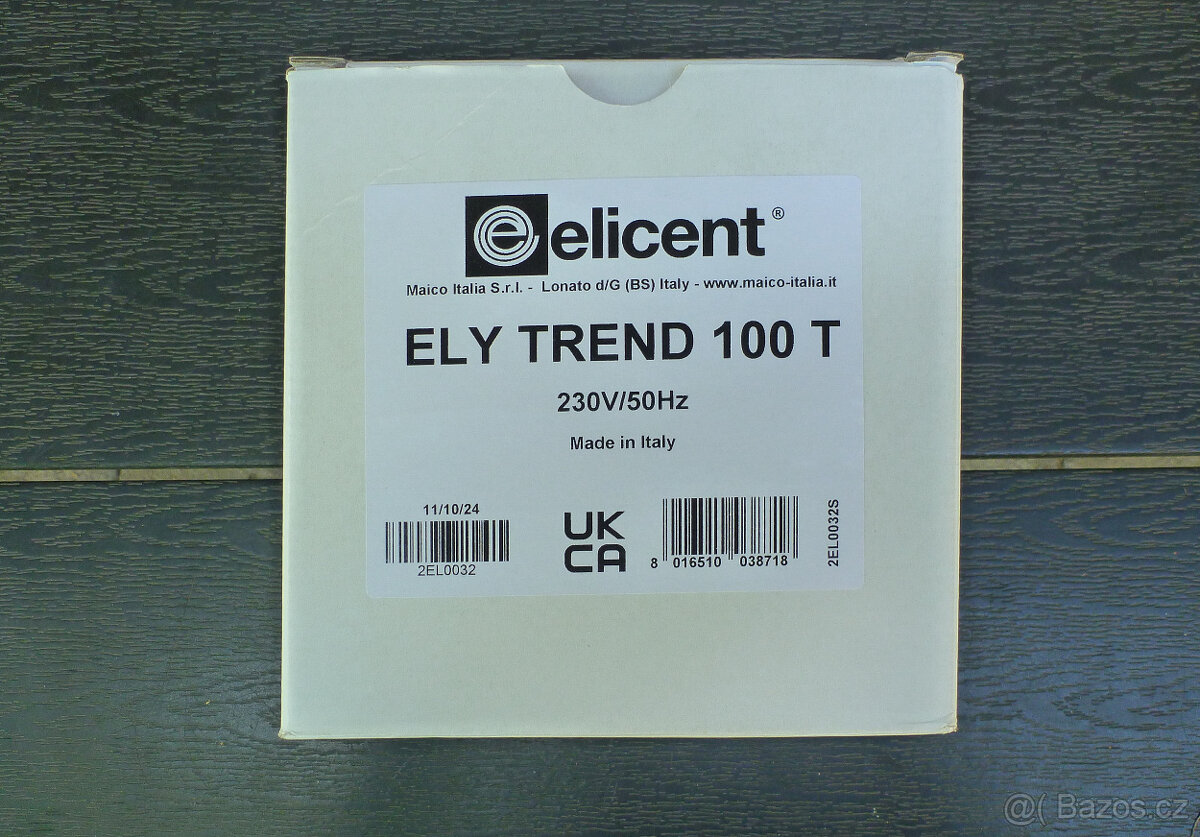 elicent®
Maico Italia S.r.l. - Lonato d/G (BS) Italy - www.maico-italia.it
ELY TREND 100 T
230V/50Hz
Made in Italy
11/10/24
2EL0032
UK
CA
8 016510 038718
2EL0032S
@( Bazos.cz